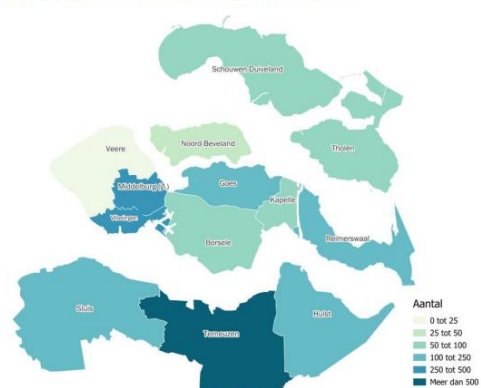 Schouwen-Duiveland
Tholen
Noord-Beveland
Veere
Middelburg (Z.)
Goes
Kapelle
Vlissingen
Reimerswaal
Borsele
Sluis
Terneuzen
Hulst
Aantal
0 tot 25
25 tot 50
50 tot 100
100 tot 250
250 tot 500
Meer dan 500